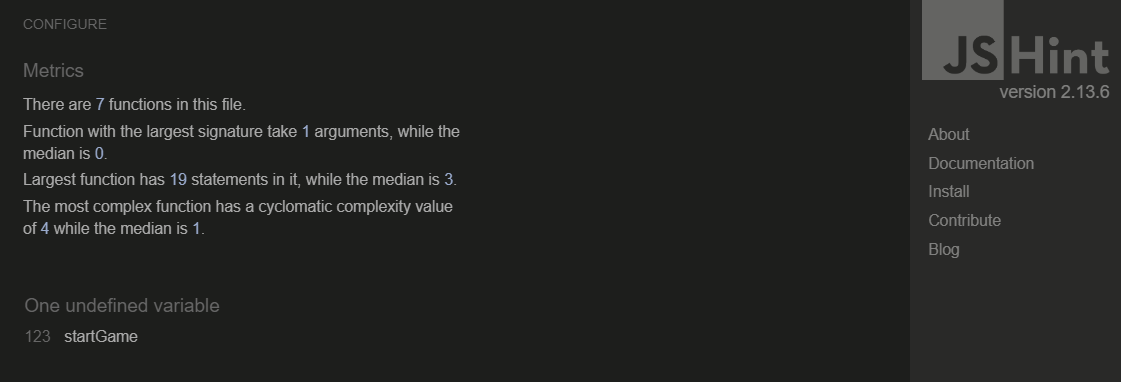 CONFIGURE
Metrics
There are 7 functions in this file.
Function with the largest signature take 1 arguments, while the
median is 0.
Largest function has 19 statements in it, while the median is 3.
The most complex function has a cyclomatic complexity value
of 4 while the median is 1.
One undefined variable
123 startGame
JSHint
version 2.13.6
About
Documentation
Install
Contribute
Blog